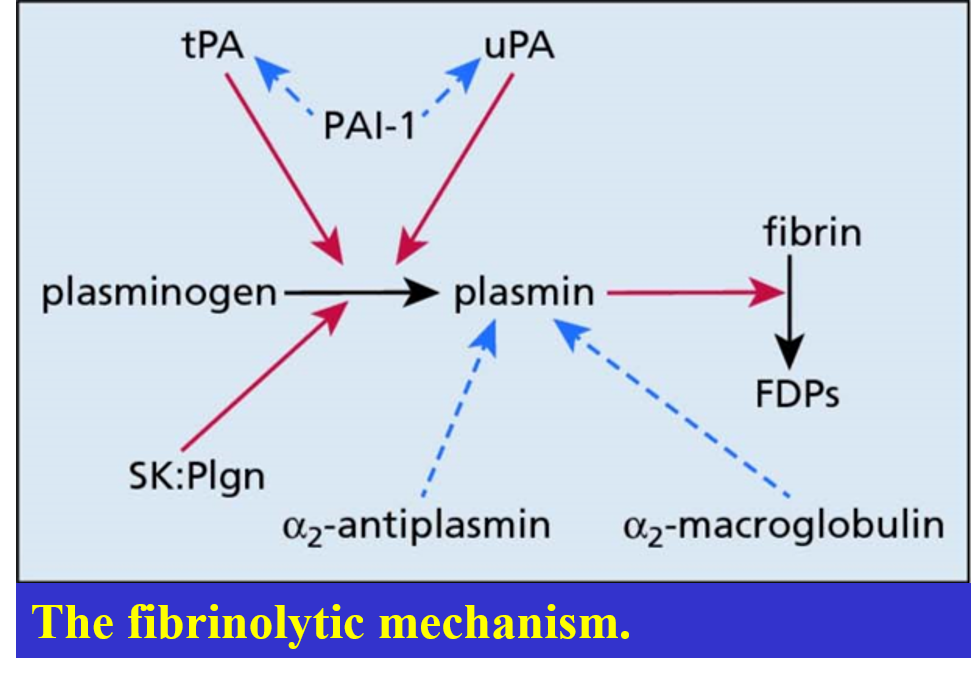 tPA uPA
PAI-1
fibrin
plasminogen plasmin
FDPs
SK:Plgn
α₂-antiplasmin α₂-macroglobulin
The fibrinolytic mechanism.